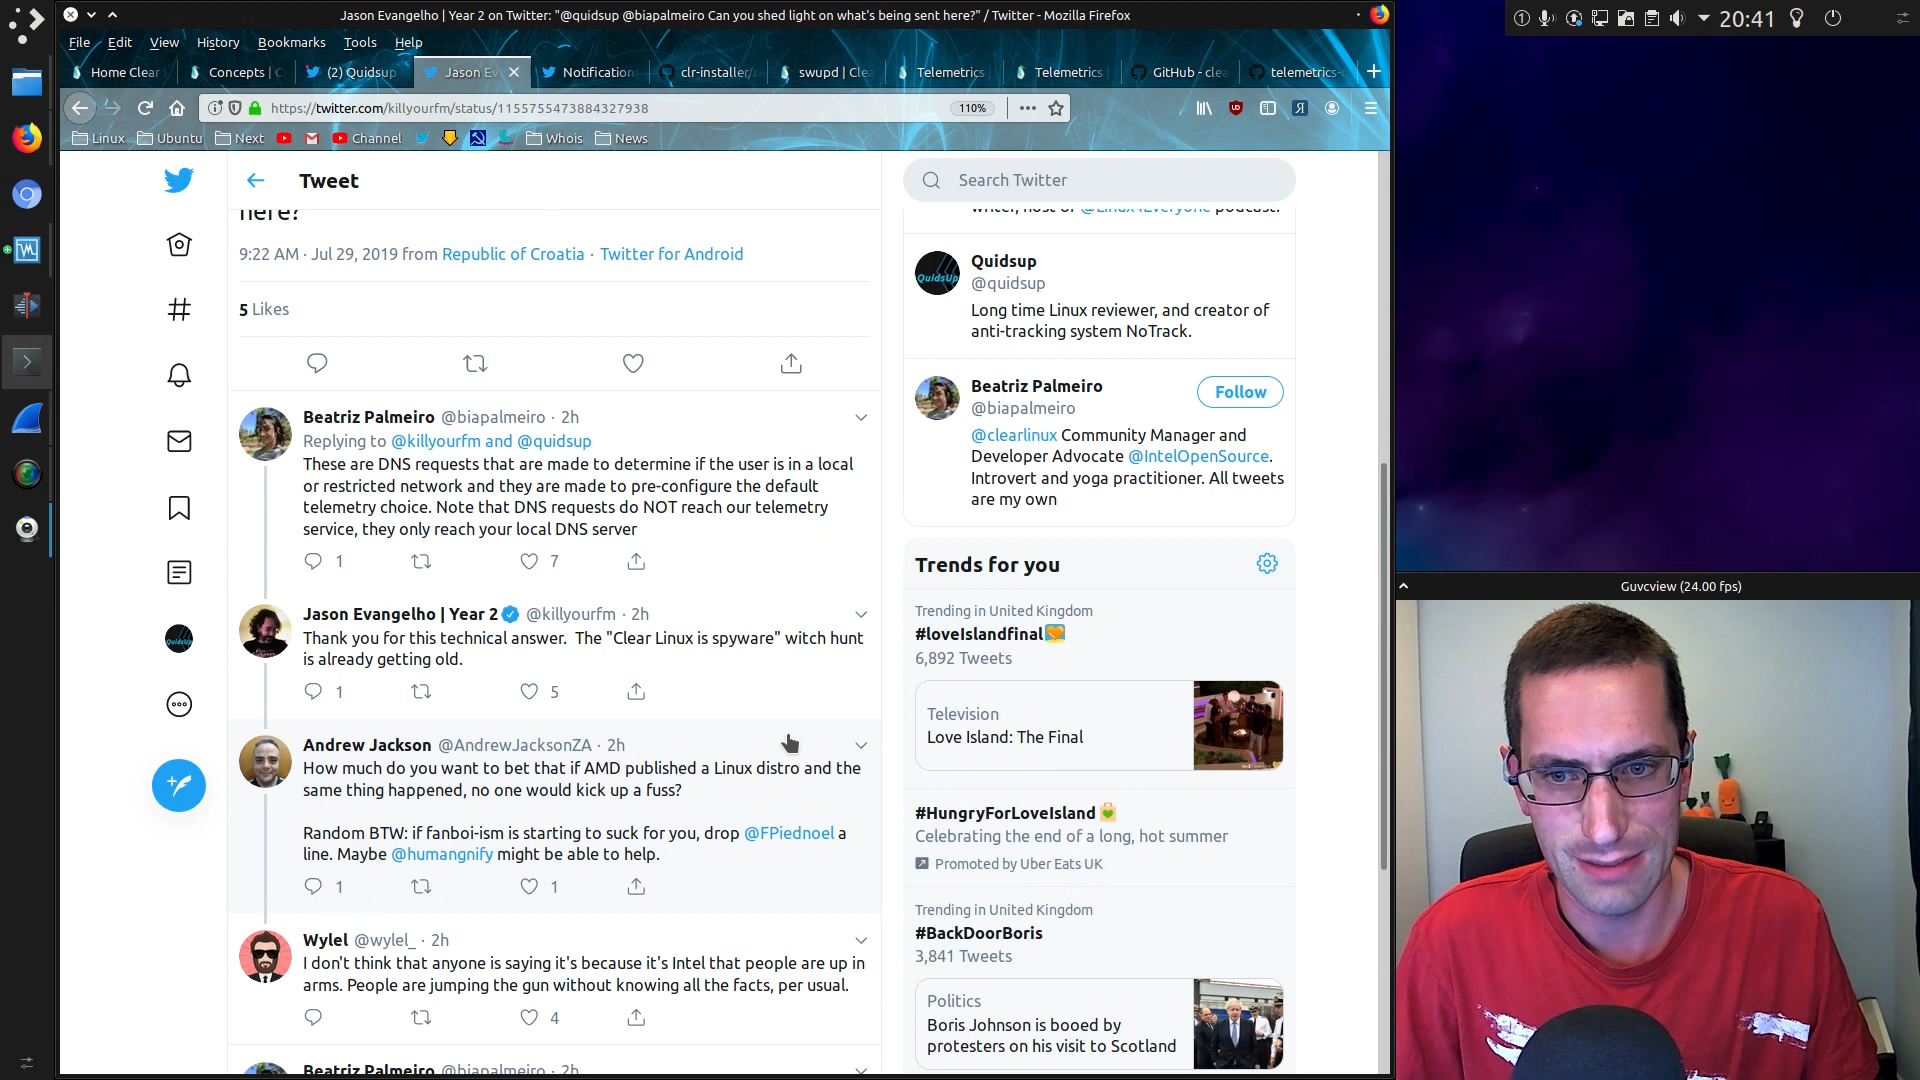 Jason Evangelho | Year 2 on Twitter: "@quidsup @biapalmeiro Can you shed light on what's being sent here?" / Twitter - Mozilla Firefox
20:41
File Edit View History Bookmarks Tools Help
Home Clear Concepts | (2) Quidsup Jason Ev Notification clr-installer/ swupd | Clea Telemetrics Telemetrics GitHub - clea telemetrics-
https://twitter.com/killyourfm/status/1155755473884327938
110%
Linux Ubuntu Next Channel Whois News
Tweet
Search Twitter
here?
9:22 AM · Jul 29, 2019 from Republic of Croatia · Twitter for Android
5 Likes
Beatriz Palmeiro @biapalmeiro · 2h
Replying to @killyourfm and @quidsup
These are DNS requests that are made to determine if the user is in a local
or restricted network and they are made to pre-configure the default
telemetry choice. Note that DNS requests do NOT reach our telemetry
service, they only reach your local DNS server
1 7
Jason Evangelho | Year 2 @killyourfm · 2h
Thank you for this technical answer. The "Clear Linux is spyware" witch hunt
is already getting old.
1 5
Andrew Jackson @AndrewJacksonZA · 2h
How much do you want to bet that if AMD published a Linux distro and the
same thing happened, no one would kick up a fuss?
Random BTW: if fanboi-ism is starting to suck for you, drop @FPiednoel a
line. Maybe @humangnify might be able to help.
1 1
Wylel @wylel_ · 2h
I don't think that anyone is saying it's because it's Intel that people are up in
arms. People are jumping the gun without knowing all the facts, per usual.
4
Beatriz Palmeiro @biapalmeiro · 2h
writer, host of @Linux4Everyone podcast.
QuidsUp
Quidsup
@quidsup
Long time Linux reviewer, and creator of
anti-tracking system NoTrack.
Beatriz Palmeiro
@biapalmeiro
Follow
@clearlinux Community Manager and
Developer Advocate @IntelOpenSource.
Introvert and yoga practitioner. All tweets
are my own
Trends for you
Trending in United Kingdom
#loveIslandfinal
6,892 Tweets
Television
Love Island: The Final
#HungryForLoveIsland
Celebrating the end of a long, hot summer
Promoted by Uber Eats UK
Trending in United Kingdom
#BackDoorBoris
3,841 Tweets
Politics
Boris Johnson is booed by
protesters on his visit to Scotland
Guvcview (24.00 fps)